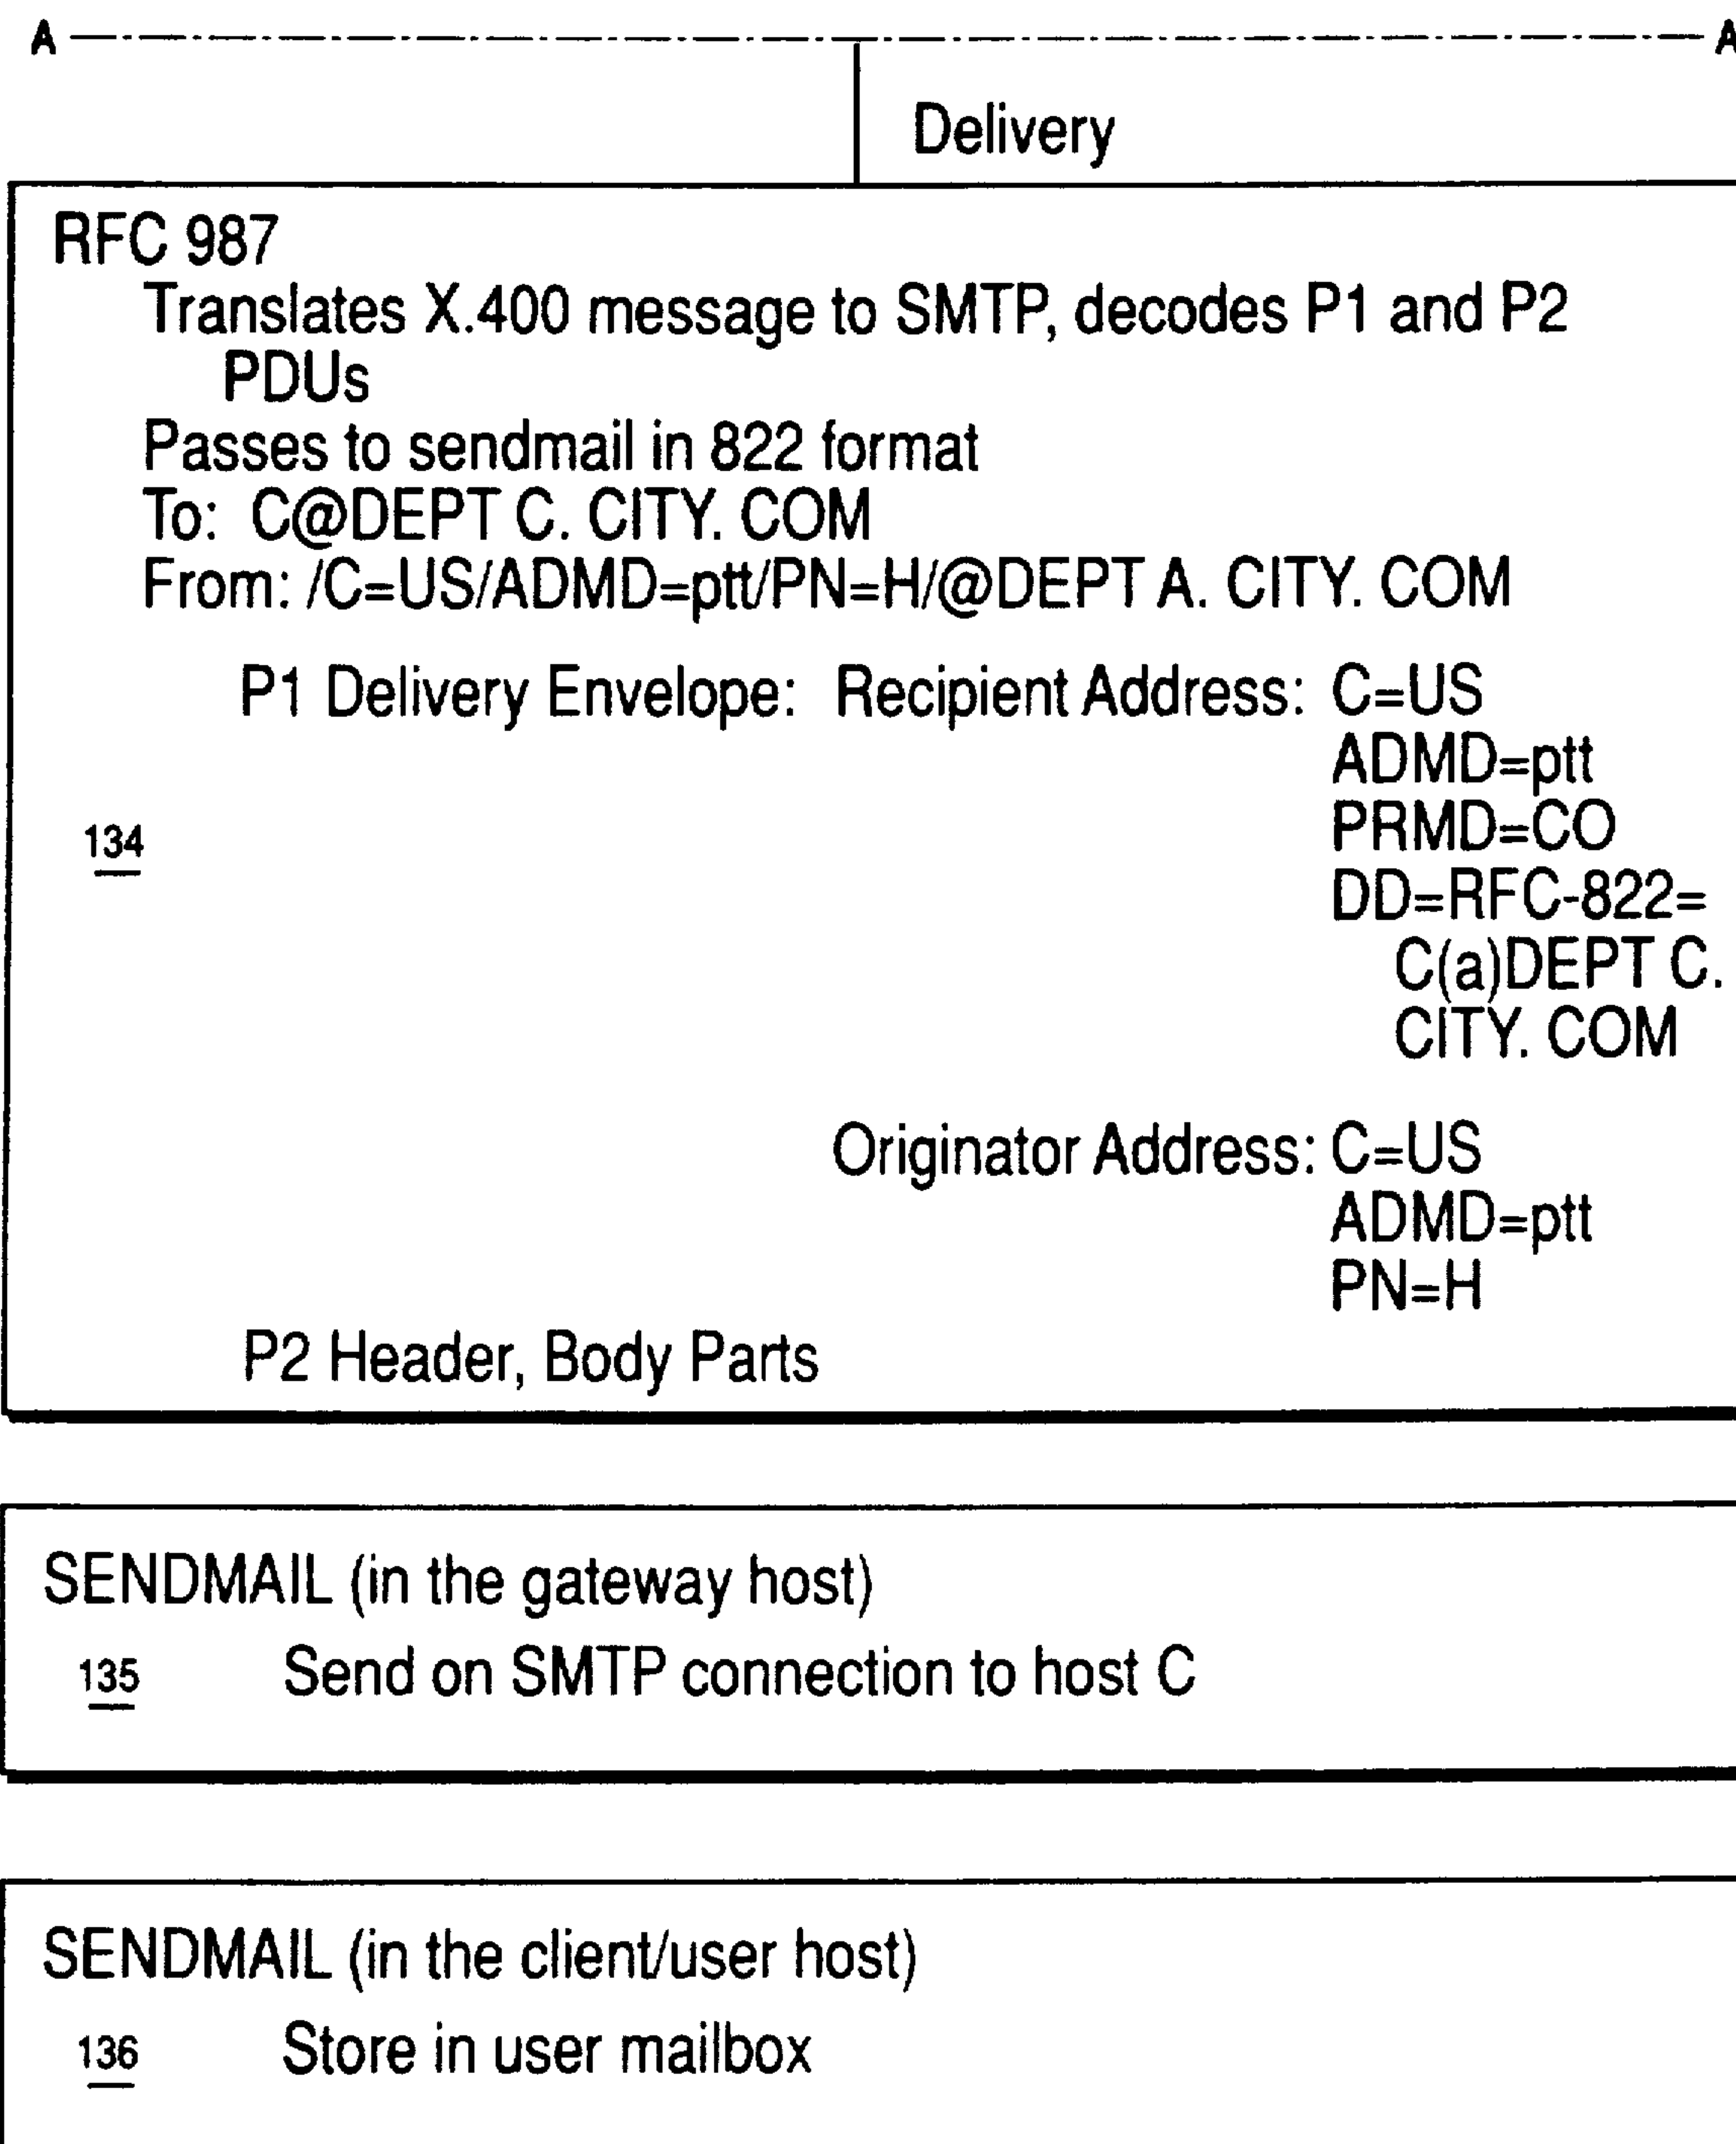 A A
Delivery
RFC 987
Translates X.400 message to SMTP, decodes P1 and P2
PDUs
Passes to sendmail in 822 format
To: C@DEPT C. CITY. COM
From: /C=US/ADMD=ptt/PN=H/@DEPT A. CITY. COM
P1 Delivery Envelope: Recipient Address: C=US
ADMD=ptt
PRMD=CO
134
DD=RFC-822=
C(a)DEPT C.
CITY. COM
Originator Address: C=US
ADMD=ptt
PN=H
P2 Header, Body Parts
SENDMAIL (in the gateway host)
135 Send on SMTP connection to host C
SENDMAIL (in the client/user host)
136 Store in user mailbox